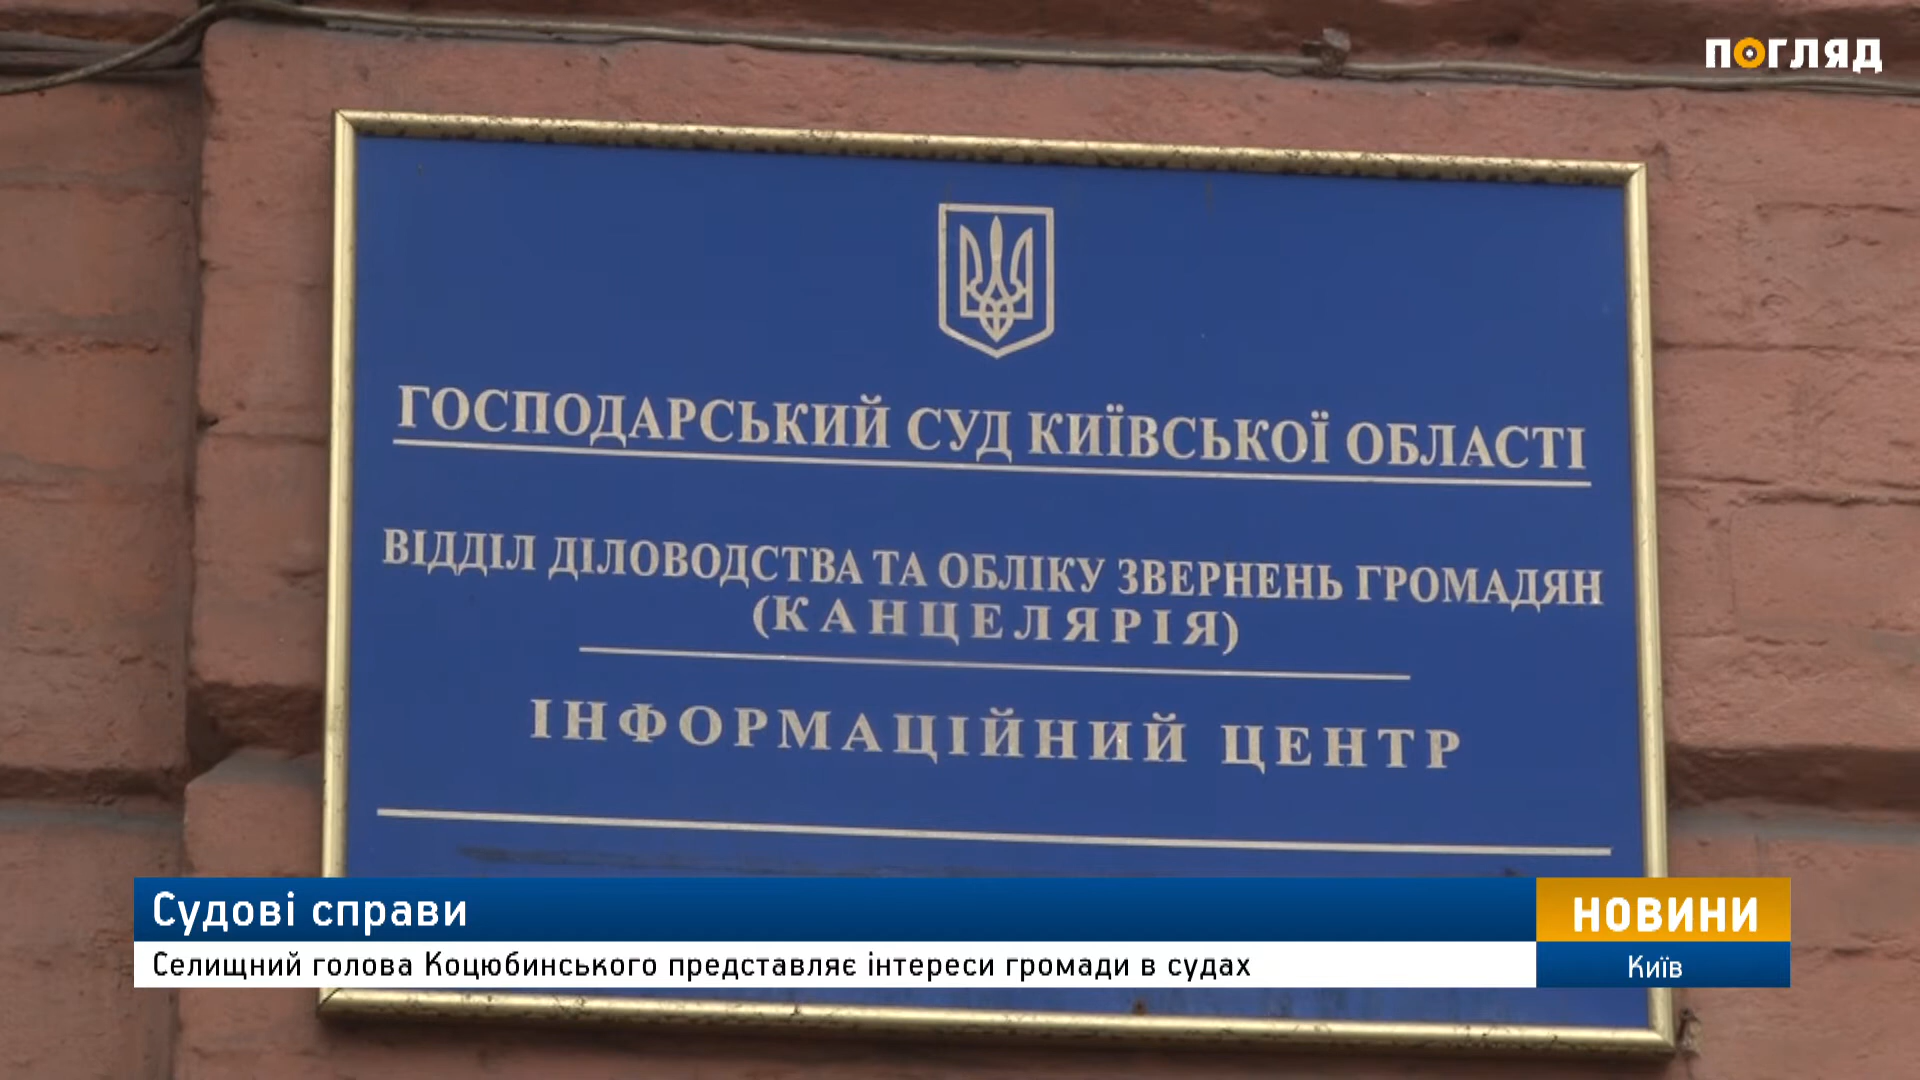 ПОГЛЯД
ГОСПОДАРСЬКИЙ СУД КИЇВСЬКОЇ ОБЛАСТІ
ВІДДІЛ ДІЛОВОДСТВА ТА ОБЛІКУ ЗВЕРНЕНЬ ГРОМАДЯН
(КАНЦЕЛЯРІЯ)
ІНФОРМАЦІЙНИЙ ЦЕНТР
Судові справи
НОВИНИ
Селищний голова Коцюбинського представляє інтереси громади в судах
Київ